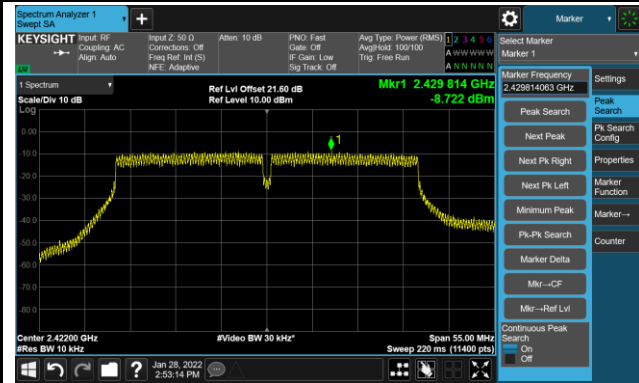 Spectrum Analyzer 1
Swept SA
Marker
KEYSIGHT
Input: RF
Coupling: AC
Align: Auto
Input Z: 50 Ω
Corrections: Off
Freq Ref: Int (S)
NFE: Adaptive
Atten: 10 dB
PNO: Fast
Gate: Off
IF Gain: Low
Sig Track: Off
Avg Type: Power (RMS)
Avg|Hold: 100/100
Trig: Free Run
1 2 3 4 5 6
A W W W W W
A N N N N N
Select Marker
Marker 1
1 Spectrum
Scale/Div 10 dB
Log
Ref Lvl Offset 21.60 dB
Ref Level 10.00 dBm
Mkr1 2.429 814 GHz
-8.722 dBm
Marker Frequency
2.429814063 GHz
Peak Search
Next Peak
Next Pk Right
Next Pk Left
Minimum Peak
Pk-Pk Search
Marker Delta
Mkr→CF
Mkr→Ref Lvl
Continuous Peak
Search
On
Off
Settings
Peak
Search
Pk Search
Config
Properties
Marker
Function
Marker→
Counter
0.00
-10.0
-20.0
-30.0
-40.0
-50.0
-60.0
-70.0
-80.0
1
Center 2.42200 GHz
#Res BW 10 kHz
#Video BW 30 kHz*
Span 55.00 MHz
Sweep 220 ms (11400 pts)
?
Jan 28, 2022
2:53:14 PM